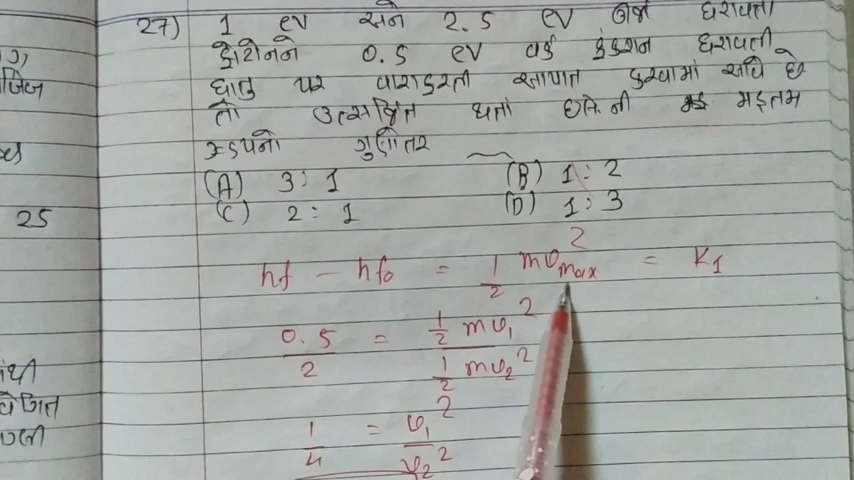 27) 1 ev અને 2.5 ev ઊર્જા ધરાવતા
ફોટોનને 0.5 ev વર્ક ફંકશન ધરાવતી
ધાતુ પર વારાફરતી આપાત કરવામાં આવે છે
તો ઉત્સર્જિત થતાં ઇલે. ની મહત્તમ
ઝડપનો ગુણોત્તર
(A) 3:1 (B) 1:2
(C) 2:1 (D) 1:3
25
hf - hf₀ = 1/2 mv²max = K1
0.5/2 = 1/2 mv₁² / 1/2 mv₂²
1/4 = v₁²/v₂²